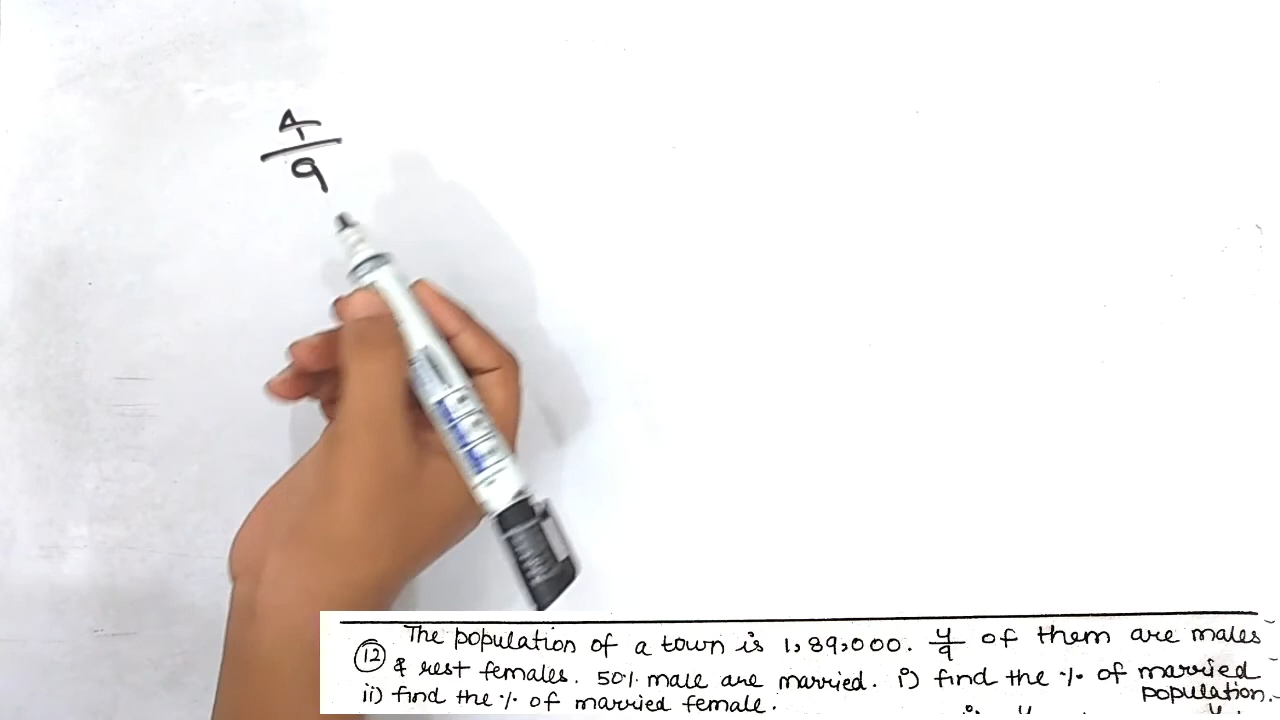 4
9
12 The population of a town is 1,89,000. 4/9 of them are males
& rest females. 50% male are married. i) find the % of married
population.
ii) find the % of married female.